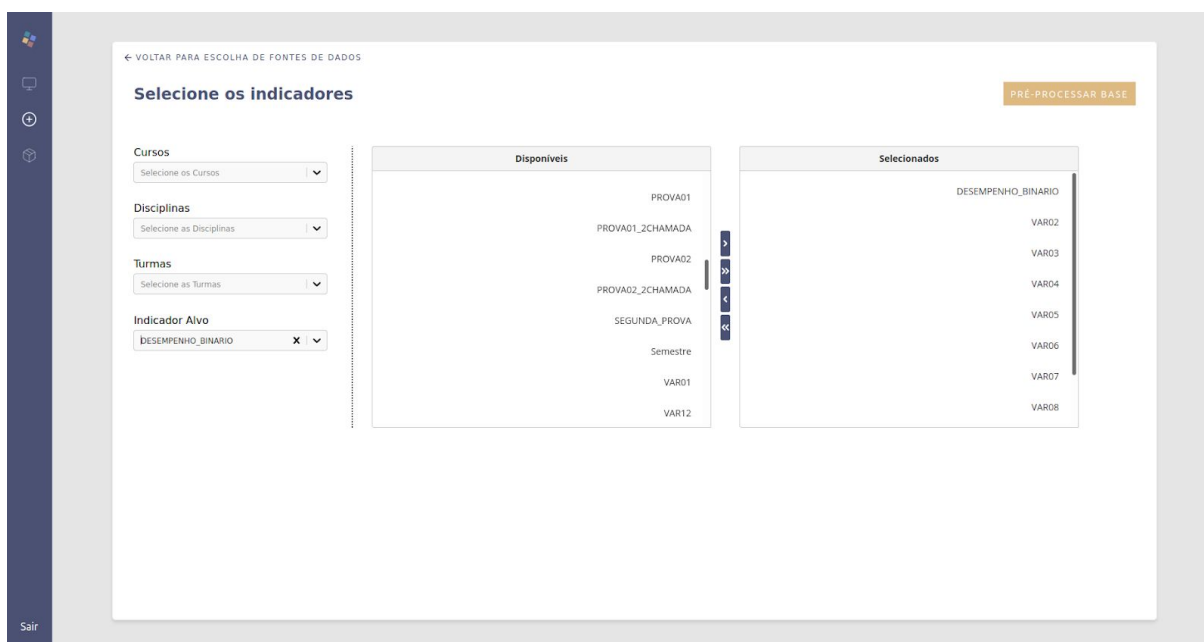 ← VOLTAR PARA ESCOLHA DE FONTES DE DADOS
Selecione os indicadores
PRÉ-PROCESSAR BASE
Cursos
Selecione os Cursos
Disciplinas
Selecione as Disciplinas
Turmas
Selecione as Turmas
Indicador Alvo
DESEMPENHO_BINARIO
Disponíveis
PROVA01
PROVA01_2CHAMADA
PROVA02
PROVA02_2CHAMADA
SEGUNDA_PROVA
Semestre
VAR01
VAR12
Selecionados
DESEMPENHO_BINARIO
VAR02
VAR03
VAR04
VAR05
VAR06
VAR07
VAR08
Sair